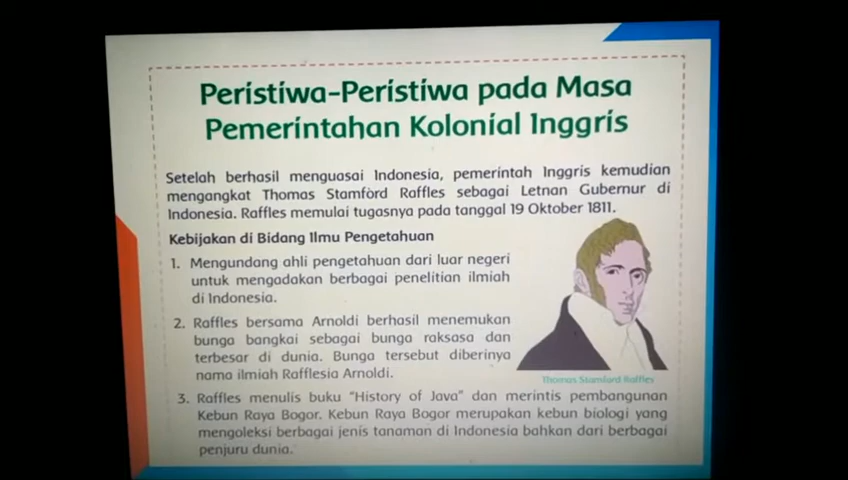 Peristiwa-Peristiwa pada Masa
Pemerintahan Kolonial Inggris
Setelah berhasil menguasai Indonesia, pemerintah Inggris kemudian
mengangkat Thomas Stamford Raffles sebagai Letnan Gubernur di
Indonesia. Raffles memulai tugasnya pada tanggal 19 Oktober 1811.
Kebijakan di Bidang Ilmu Pengetahuan
1. Mengundang ahli pengetahuan dari luar negeri
untuk mengadakan berbagai penelitian ilmiah
di Indonesia.
2. Raffles bersama Arnoldi berhasil menemukan
bunga bangkai sebagai bunga raksasa dan
terbesar di dunia. Bunga tersebut diberinya
nama ilmiah Rafflesia Arnoldi.
Thomas Stamford Raffles
3. Raffles menulis buku "History of Java" dan merintis pembangunan
Kebun Raya Bogor. Kebun Raya Bogor merupakan kebun biologi yang
mengoleksi berbagai jenis tanaman di Indonesia bahkan dari berbagai
penjuru dunia.